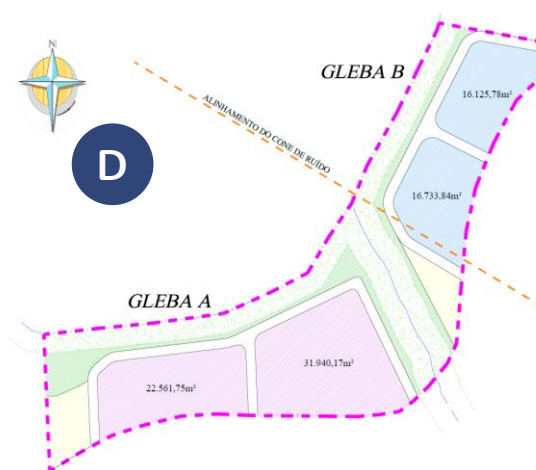 N
GLEBA B
16.125,78m²
ALINHAMENTO DO CONE DE RUÍDO
D
16.733,84m²
GLEBA A
31.940,17m²
22.561,75m²